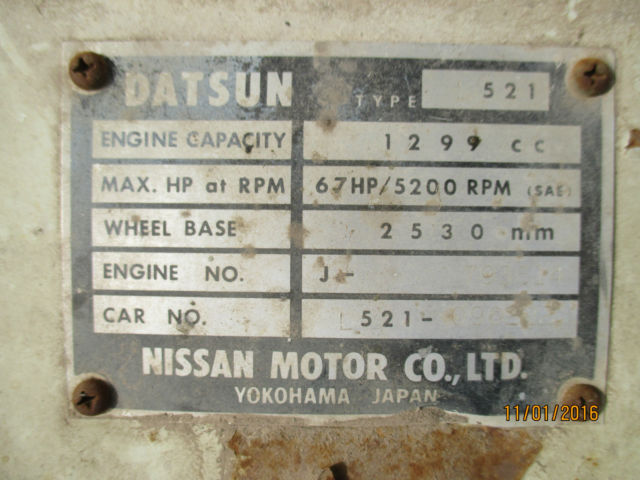 DATSUN TYPE 521
ENGINE CAPACITY 1299 cc
MAX. HP at RPM 67HP/5200 RPM (SAE)
WHEEL BASE 2530 mm
ENGINE NO. J-
CAR NO. L521-
NISSAN MOTOR CO., LTD.
YOKOHAMA JAPAN
11/01/2016